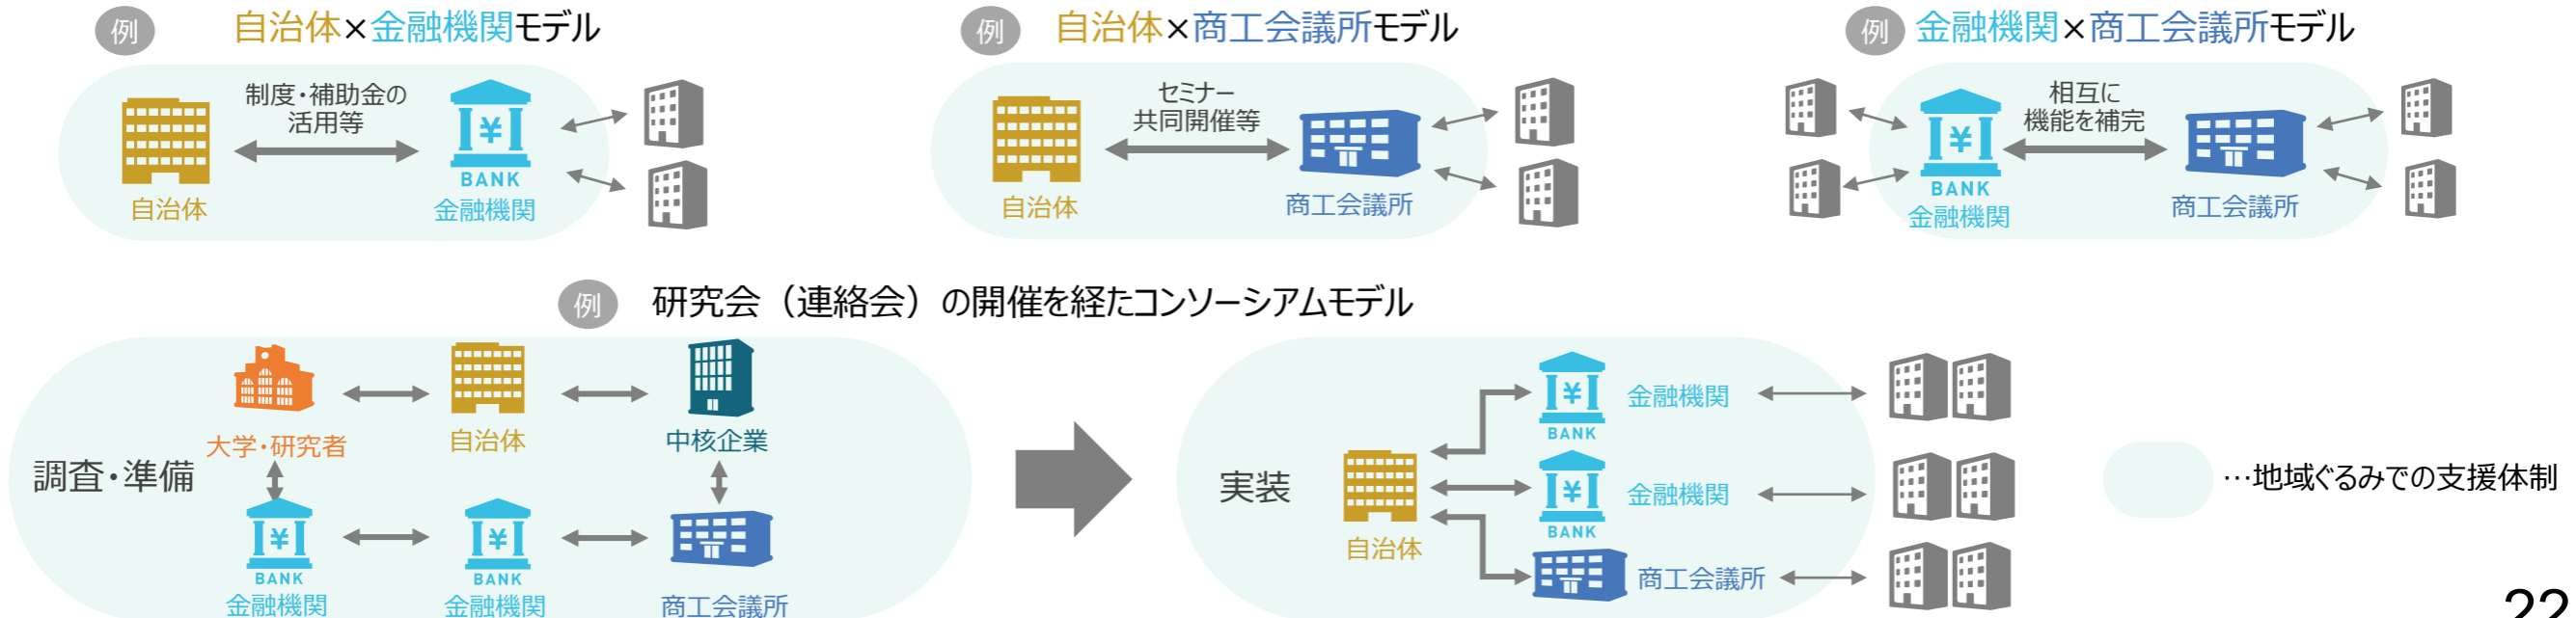 例 自治体×金融機関モデル
制度・補助金の
活用等
BANK
自治体
金融機関
例 自治体×商工会議所モデル
セミナー
共同開催等
自治体
商工会議所
例 金融機関×商工会議所モデル
相互に
機能を補完
BANK
金融機関
商工会議所
例 研究会（連絡会）の開催を経たコンソーシアムモデル
調査・準備
大学・研究者
自治体
中核企業
BANK
金融機関
BANK
金融機関
商工会議所
実装
自治体
BANK
金融機関
BANK
金融機関
商工会議所
…地域ぐるみでの支援体制
22